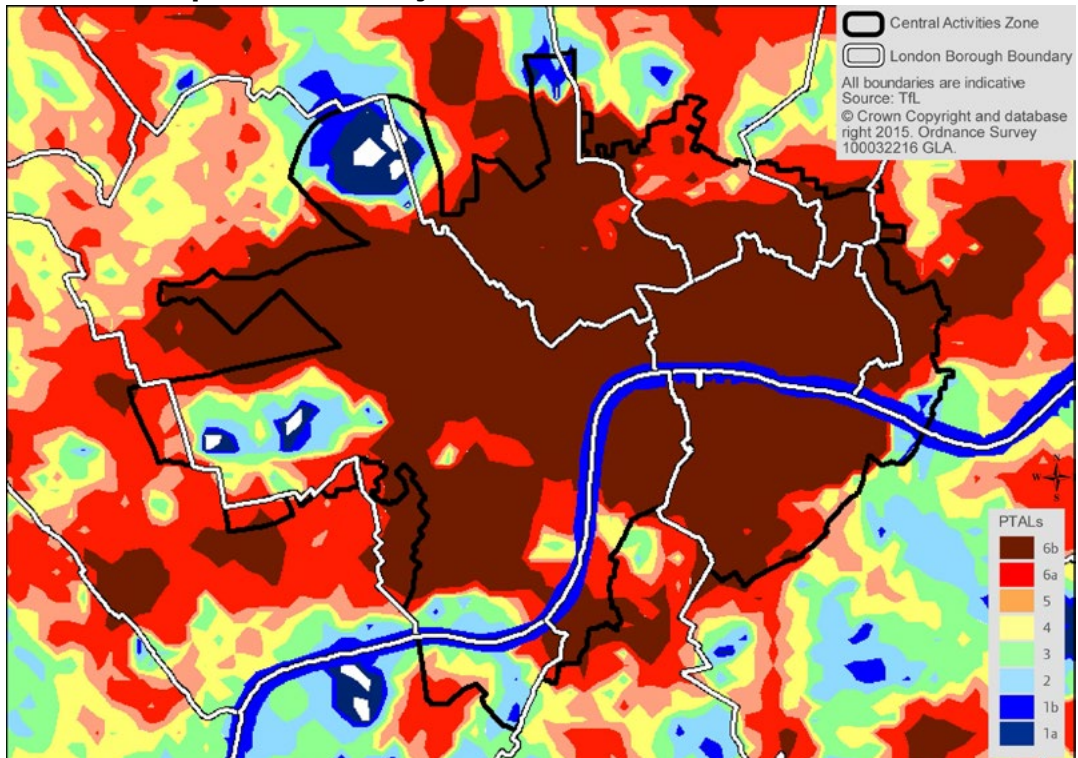 Central Activities Zone
London Borough Boundary
All boundaries are indicative
Source: TfL
© Crown Copyright and database
right 2015. Ordnance Survey
100032216 GLA.
N
W E
S
PTALs
6b
6a
5
4
3
2
1b
1a